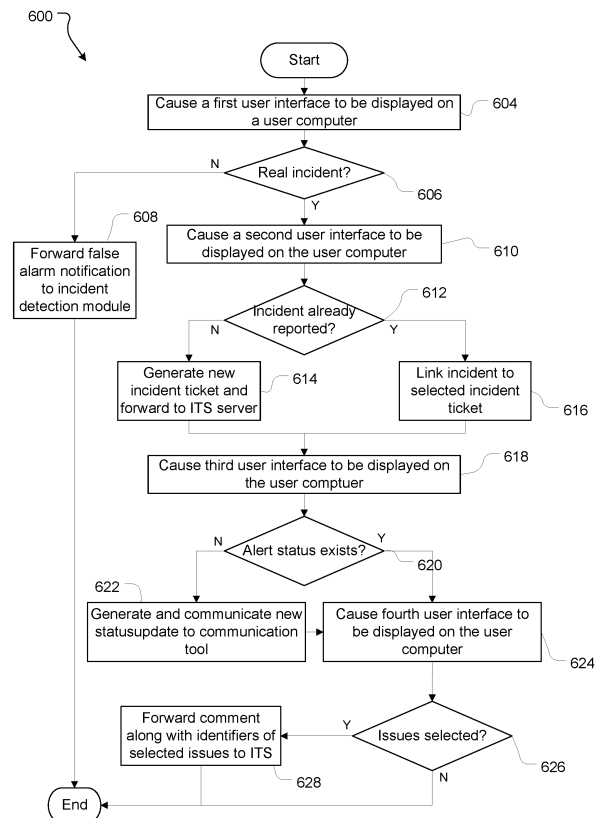 600
Start
Cause a first user interface to be displayed on
a user computer
604
N
Real incident?
606
Y
608
Forward false
alarm notification
to incident
detection module
Cause a second user interface to be
displayed on the user computer
610
612
Incident already
reported?
N
Y
Generate new
incident ticket and
forward to ITS server
614
Link incident to
selected incident
ticket
616
Cause third user interface to be displayed on
the user comptuer
618
N
Alert status exists?
Y
620
622
Generate and communicate new
statusupdate to communication
tool
Cause fourth user interface to
be displayed on the user
computer
624
Forward comment
along with identifiers of
selected issues to ITS
628
Y
Issues selected?
626
N
End